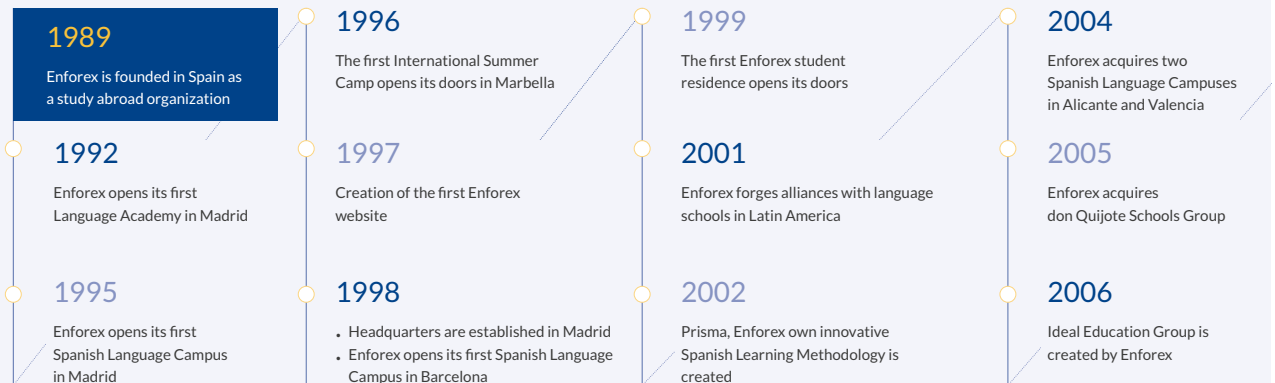 1989
Enforex is founded in Spain as
a study abroad organization
1992
Enforex opens its first
Language Academy in Madrid
1995
Enforex opens its first
Spanish Language Campus
in Madrid
1996
The first International Summer
Camp opens its doors in Marbella
1997
Creation of the first Enforex
website
1998
• Headquarters are established in Madrid
• Enforex opens its first Spanish Language
Campus in Barcelona
1999
The first Enforex student
residence opens its doors
2001
Enforex forges alliances with language
schools in Latin America
2002
Prisma, Enforex own innovative
Spanish Learning Methodology is
created
2004
Enforex acquires two
Spanish Language Campuses
in Alicante and Valencia
2005
Enforex acquires
don Quijote Schools Group
2006
Ideal Education Group is
created by Enforex